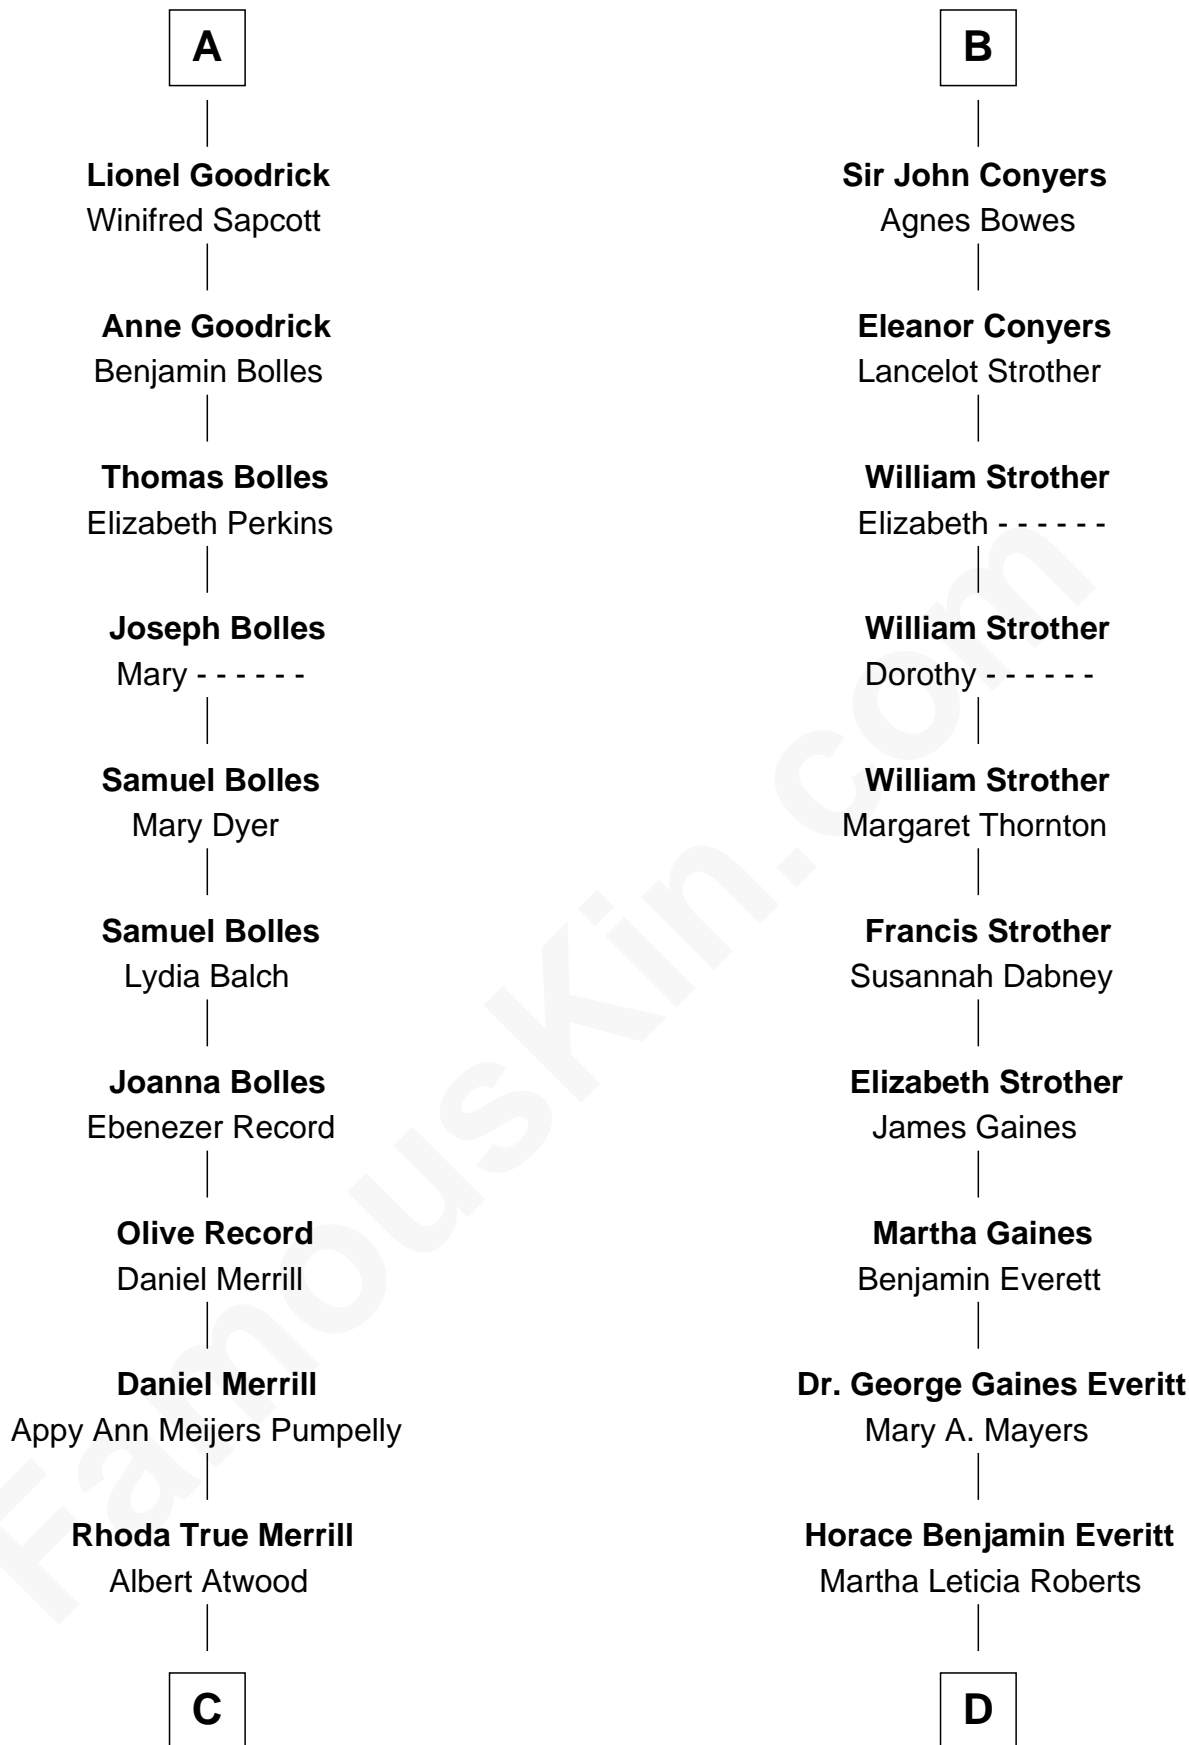 A
Lionel Goodrick
Winifred Sapcott
Anne Goodrick
Benjamin Bolles
Thomas Bolles
Elizabeth Perkins
Joseph Bolles
Mary - - - - - -
Samuel Bolles
Mary Dyer
Samuel Bolles
Lydia Balch
Joanna Bolles
Ebenezer Record
Olive Record
Daniel Merrill
Daniel Merrill
Appy Ann Meijers Pumpelly
Rhoda True Merrill
Albert Atwood
C
B
Sir John Conyers
Agnes Bowes
Eleanor Conyers
Lancelot Strother
William Strother
Elizabeth - - - - - -
William Strother
Dorothy - - - - - -
William Strother
Margaret Thornton
Francis Strother
Susannah Dabney
Elizabeth Strother
James Gaines
Martha Gaines
Benjamin Everett
Dr. George Gaines Everitt
Mary A. Mayers
Horace Benjamin Everitt
Martha Leticia Roberts
D
FamousKin.com